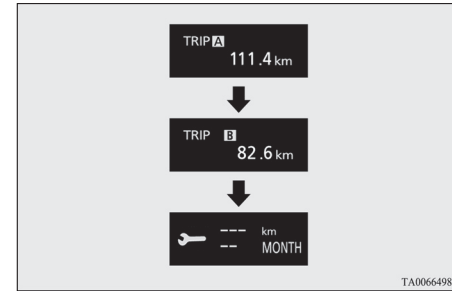 TRIP A
111.4 km
TRIP B
82.6 km
--- km
-- MONTH
TA0066498